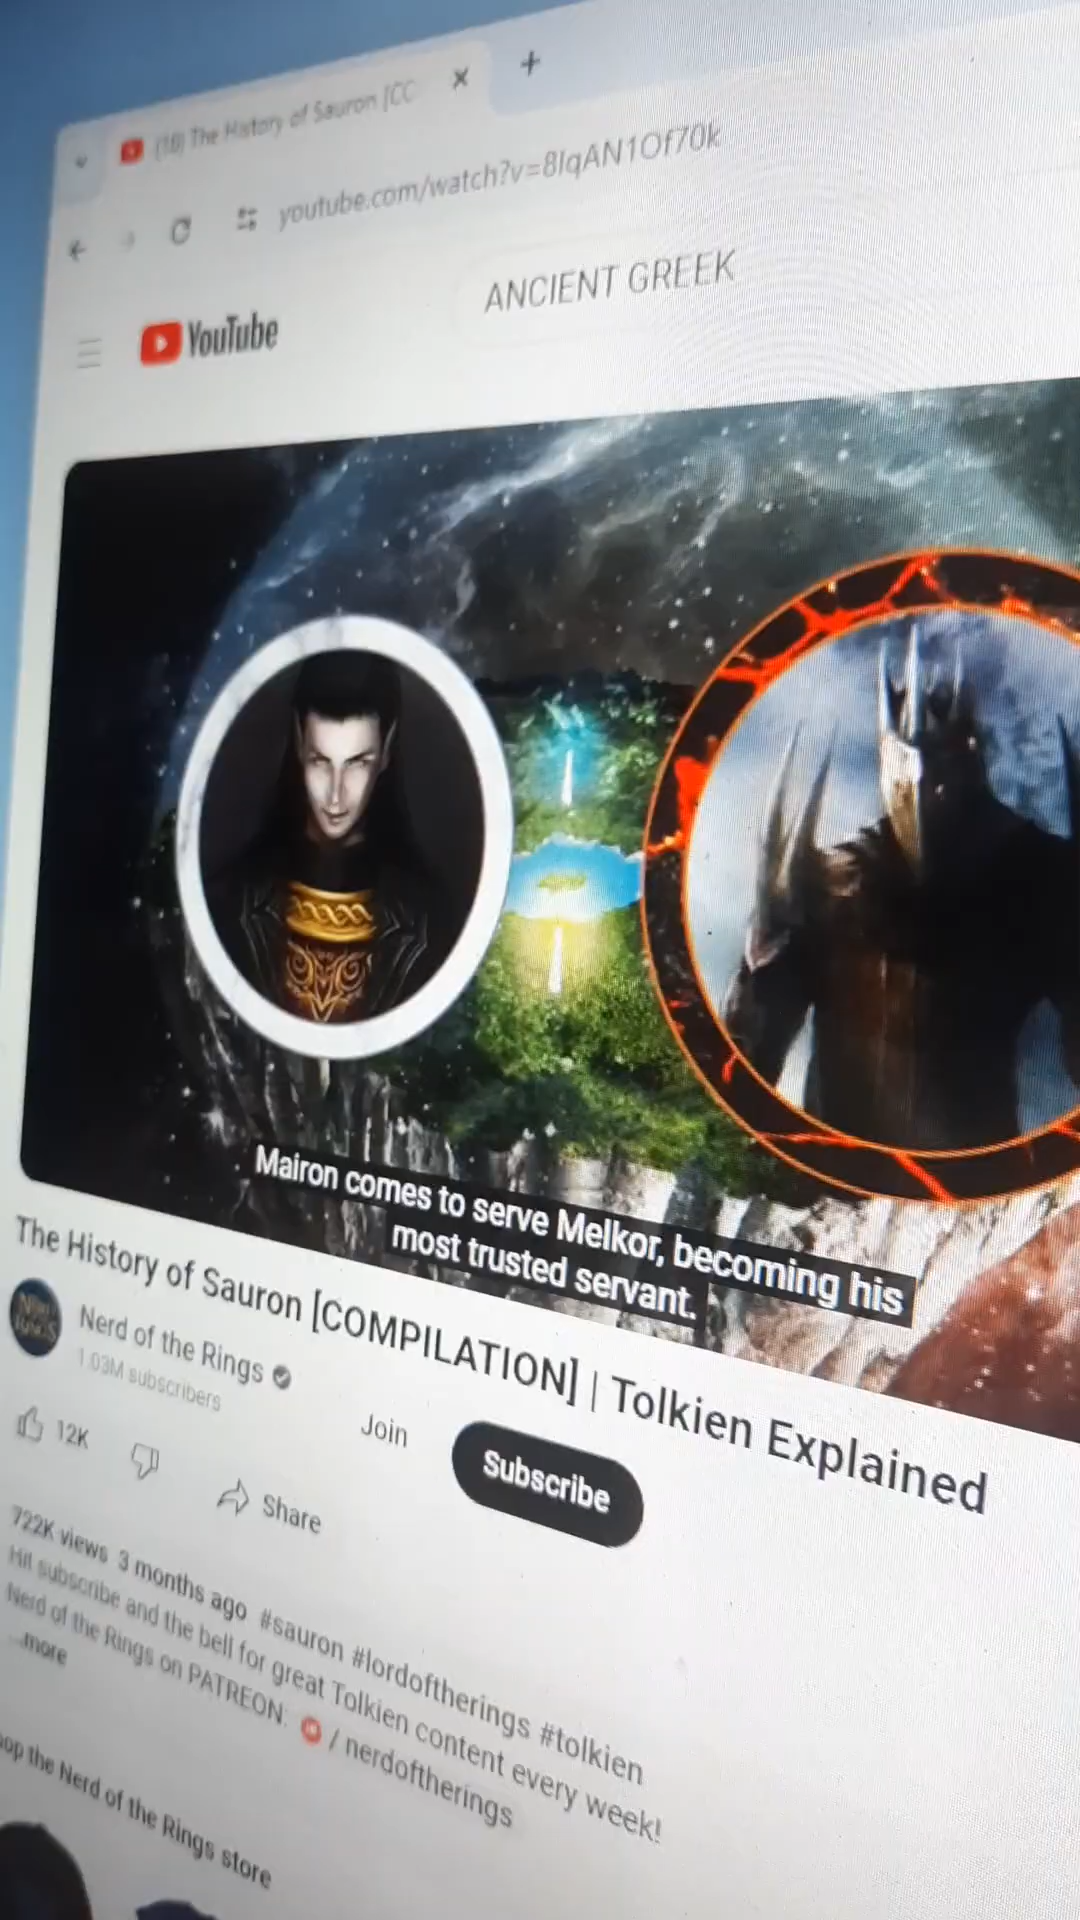 (18) The History of Sauron [CC
youtube.com/watch?v=8IqAN1Of70k
YouTube
ANCIENT GREEK
Mairon comes to serve Melkor, becoming his
most trusted servant.
The History of Sauron [COMPILATION] | Tolkien Explained
Nerd of the Rings
1.03M subscribers
Join
Subscribe
12K
Share
722K views 3 months ago #sauron #lordoftherings #tolkien
Hit subscribe and the bell for great Tolkien content every week!
Nerd of the Rings on PATREON: / nerdoftherings
...more
op the Nerd of the Rings store